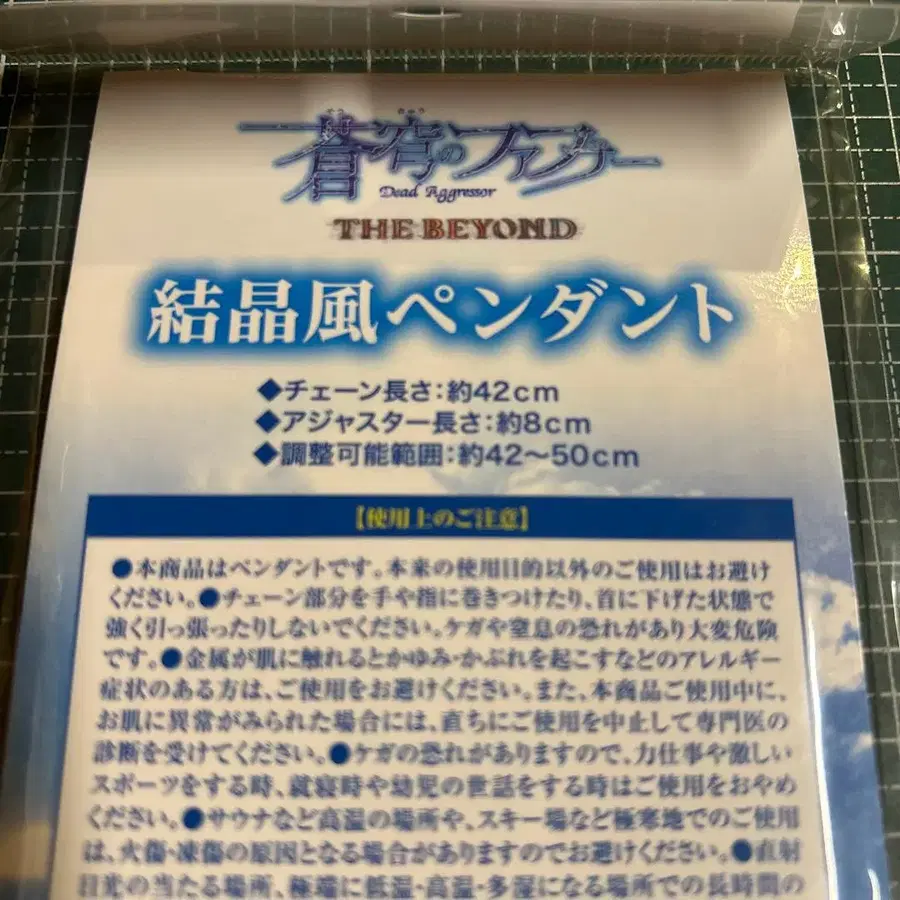 蒼穹のファフナー
Dead Aggressor
THE BEYOND
結晶風ペンダント
◆チェーン長さ：約42cm
◆アジャスター長さ：約8cm
◆調整可能範囲：約42〜50cm
【使用上のご注意】
●本商品はペンダントです。本来の使用目的以外のご使用はお避け
ください。●チェーン部分を手や指に巻きつけたり、首に下げた状態で
強く引っ張ったりしないでください。ケガや窒息の恐れがあり大変危険
です。●金属が肌に触れるとかゆみ・かぶれを起こすなどのアレルギー
症状のある方は、ご使用をお避けください。また、本商品ご使用中に、
お肌に異常がみられた場合には、直ちにご使用を中止して専門医の
診断を受けてください。●ケガの恐れがありますので、力仕事や激しい
スポーツをする時、就寝時や幼児の世話をする時はご使用をおやめ
ください。●サウナなど高温の場所や、スキー場など極寒地でのご使用
は、火傷・凍傷の原因となる場合がありますのでお避けください。●直射
日光の当たる場所、極端に低温・高温・多湿になる場所での長時間の